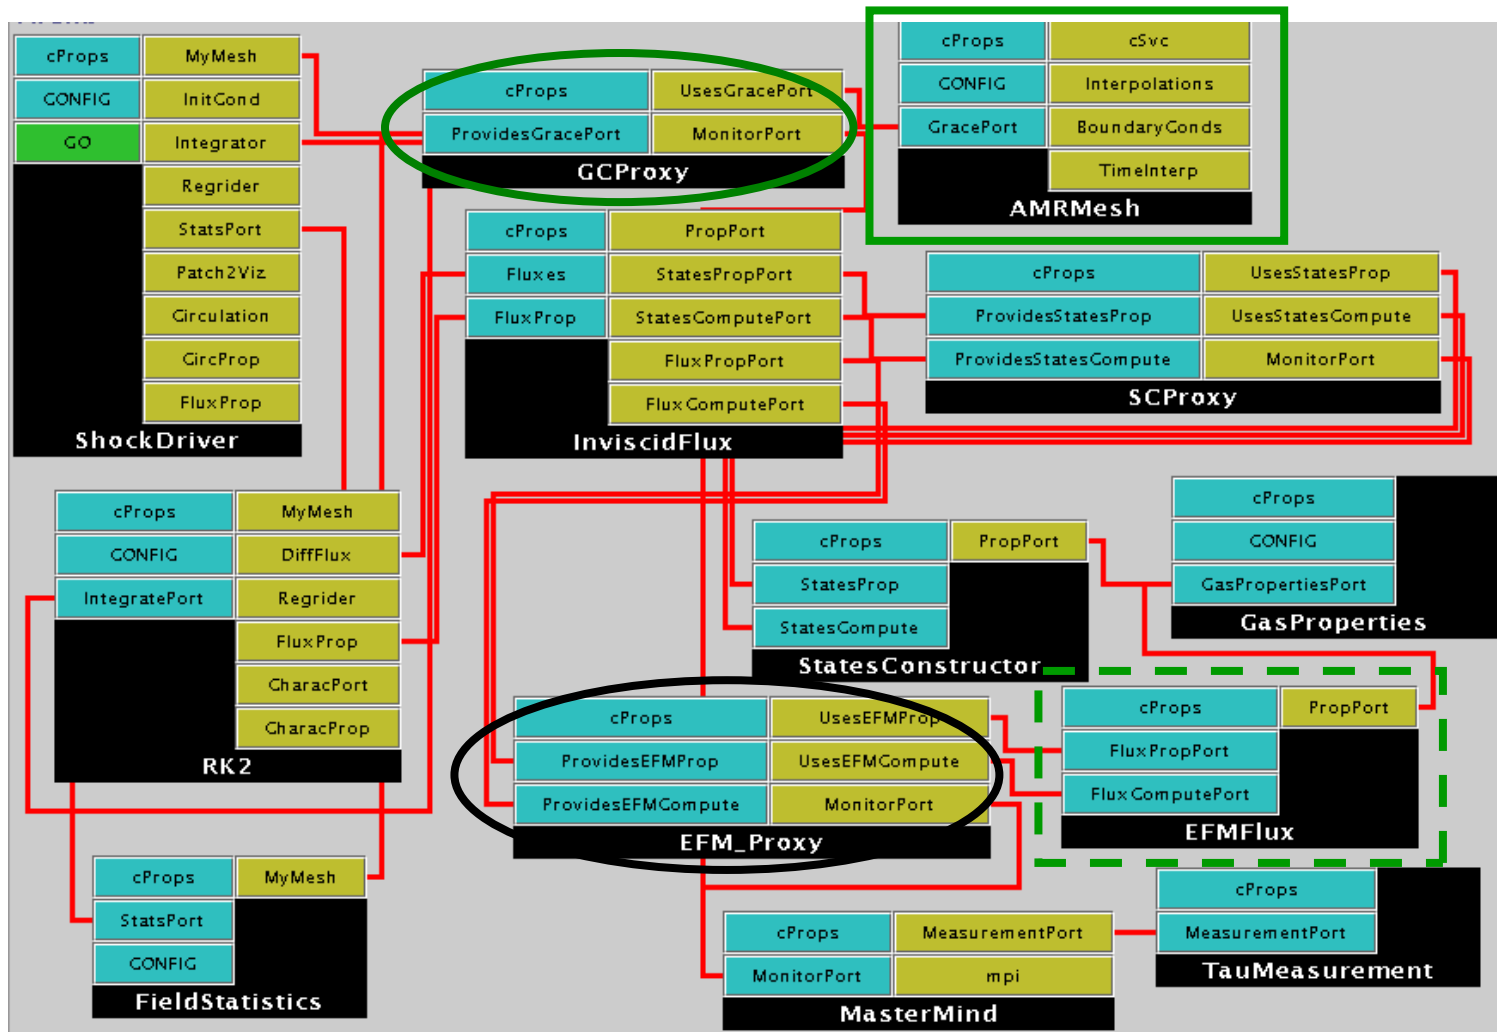 cProps MyMesh
CONFIG InitCond
GO Integrator
Regrider
StatsPort
Patch2Viz
Circulation
CircProp
FluxProp
ShockDriver
cProps UsesGracePort
ProvidesGracePort MonitorPort
GCProxy
cProps cSvc
CONFIG Interpolations
GracePort BoundaryConds
TimeInterp
AMRMesh
cProps PropPort
Fluxes StatesPropPort
FluxProp StatesComputePort
FluxPropPort
FluxComputePort
InviscidFlux
cProps UsesStatesProp
ProvidesStatesProp UsesStatesCompute
ProvidesStatesCompute MonitorPort
SCProxy
cProps MyMesh
CONFIG DiffFlux
IntegratePort Regrider
FluxProp
CharacPort
CharacProp
RK2
cProps PropPort
StatesProp
StatesCompute
StatesConstructor
cProps
CONFIG
GasPropertiesPort
GasProperties
cProps UsesEFMProp
ProvidesEFMProp UsesEFMCompute
ProvidesEFMCompute MonitorPort
EFM_Proxy
cProps PropPort
FluxPropPort
FluxComputePort
EFMFlux
cProps MyMesh
StatsPort
CONFIG
FieldStatistics
cProps MeasurementPort
MonitorPort mpi
MasterMind
cProps
MeasurementPort
TauMeasurement